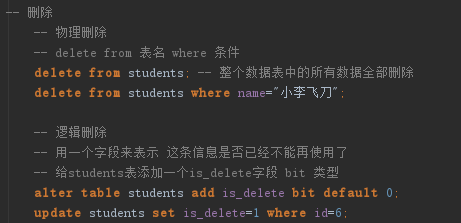 -- 删除
-- 物理删除
-- delete from 表名 where 条件
delete from students; -- 整个数据表中的所有数据全部删除
delete from students where name="小李飞刀";
-- 逻辑删除
-- 用一个字段来表示 这条信息是否已经不能再使用了
-- 给students表添加一个is_delete字段 bit 类型
alter table students add is_delete bit default 0;
update students set is_delete=1 where id=6;